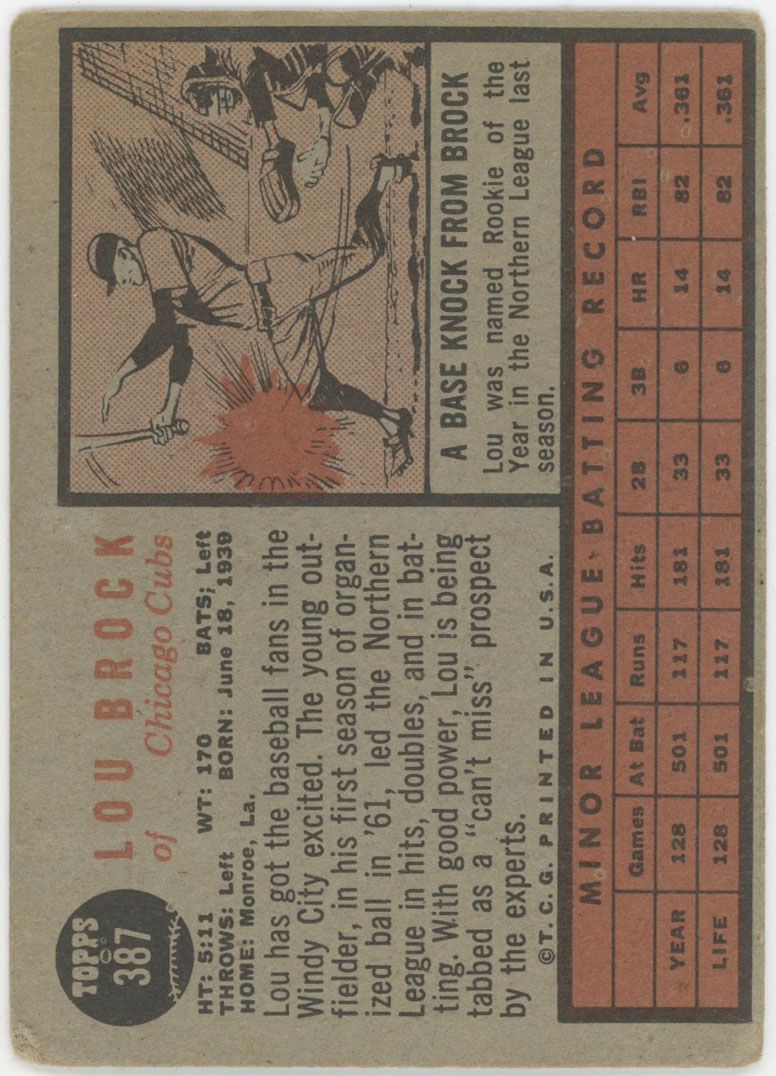 TOPPS
387
LOU BROCK
of Chicago Cubs
HT: 5:11 WT: 170 BATS: Left
THROWS: Left BORN: June 18, 1939
HOME: Monroe, La.
Lou has got the baseball fans in the
Windy City excited. The young out-
fielder, in his first season of organ-
ized ball in '61, led the Northern
League in hits, doubles, and in bat-
ting. With good power, Lou is being
tabbed as a "can't miss" prospect
by the experts.
©T. C. G. PRINTED IN U.S.A.
A BASE KNOCK FROM BROCK
Lou was named Rookie of the
Year in the Northern League last
season.
MINOR LEAGUE BATTING RECORD
Games At Bat Runs Hits 2B 3B HR RBI Avg
YEAR 128 501 117 181 33 6 14 82 .361
LIFE 128 501 117 181 33 6 14 82 .361